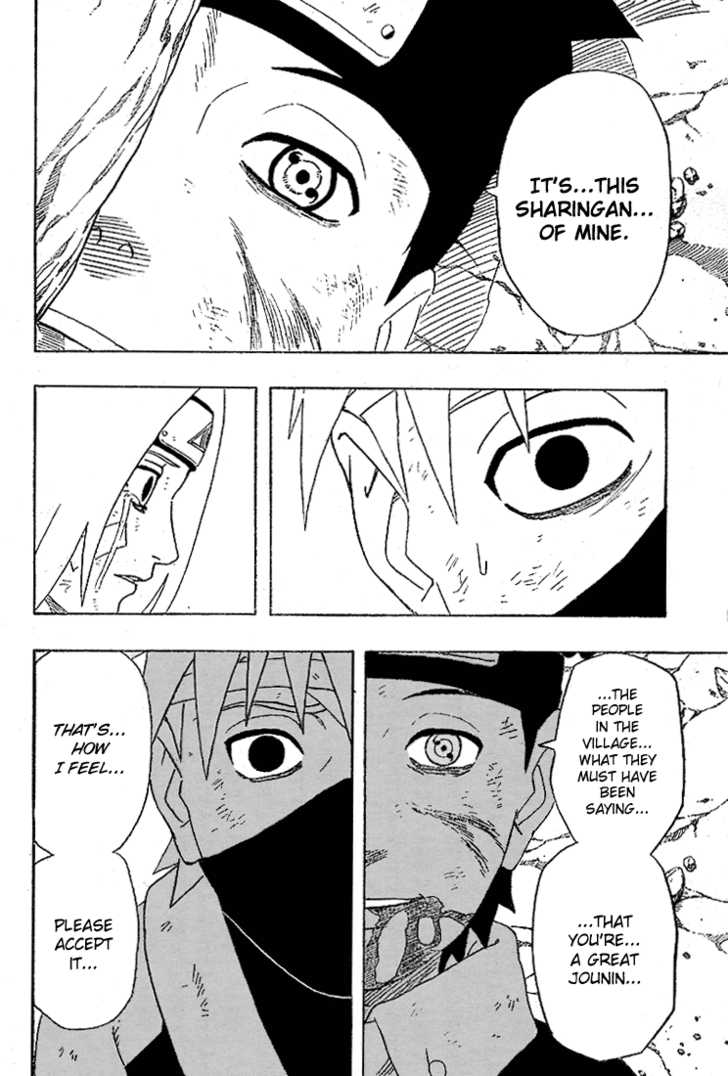 IT'S...THIS
SHARINGAN...
OF MINE.
...THE
PEOPLE
IN THE
VILLAGE...
WHAT THEY
MUST HAVE
BEEN
SAYING...
...THAT
YOU'RE...
A GREAT
JOUNIN...
THAT'S...
HOW
I FEEL...
PLEASE
ACCEPT
IT...